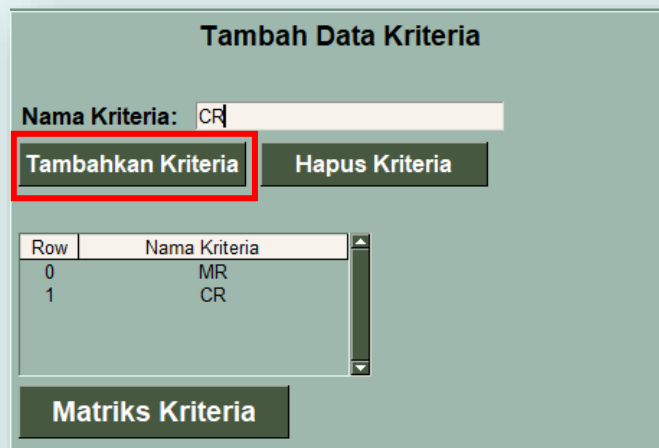 Tambah Data Kriteria
Nama Kriteria: CR
Tambahkan Kriteria Hapus Kriteria
Row Nama Kriteria
0 MR
1 CR
Matriks Kriteria